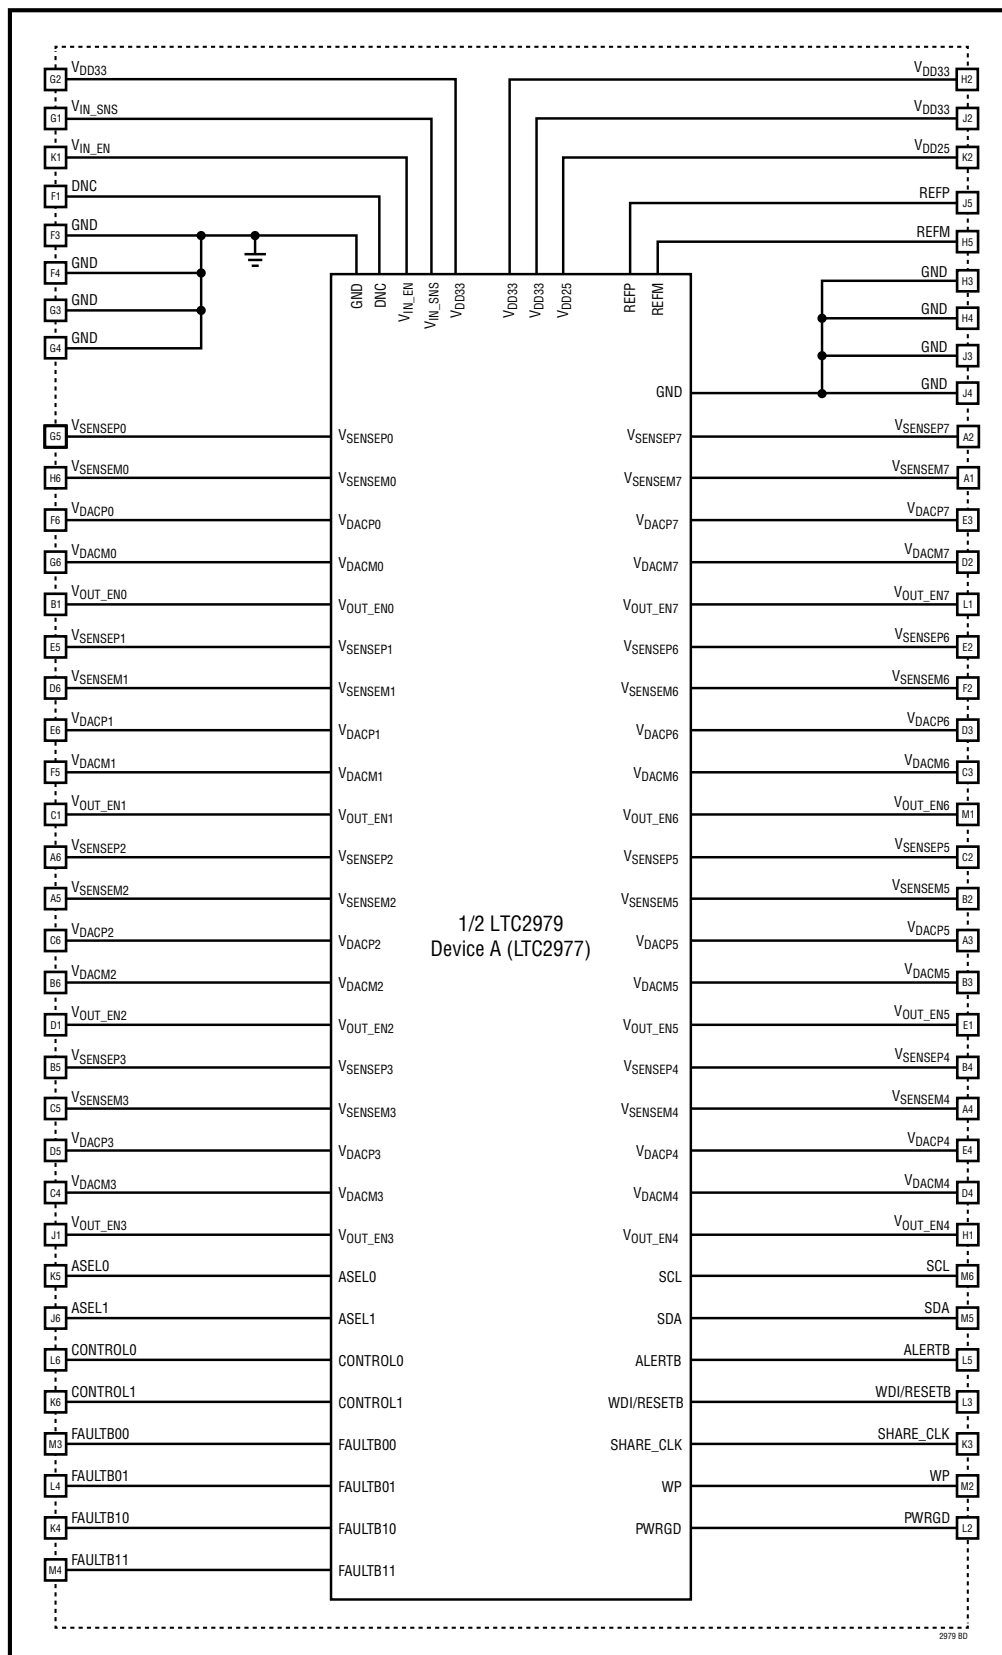 G2 VDD33 VDD33 H2
G1 VIN_SNS VDD33 J2
K1 VIN_EN VDD25 K2
F1 DNC REFP J5
F3 GND REFM H5
F4 GND GND H3
G3 GND GND H4
G4 GND GND J3
GND J4
GND DNC VIN_EN VIN_SNS VDD33 VDD33 VDD33 VDD25 REFP REFM
GND
G5 VSENSEP0 VSENSEP0 VSENSEP7 VSENSEP7 A2
H6 VSENSEM0 VSENSEM0 VSENSEM7 VSENSEM7 A1
F6 VDACP0 VDACP0 VDACP7 VDACP7 E3
G6 VDACM0 VDACM0 VDACM7 VDACM7 D2
B1 VOUT_EN0 VOUT_EN0 VOUT_EN7 VOUT_EN7 L1
E5 VSENSEP1 VSENSEP1 VSENSEP6 VSENSEP6 E2
D6 VSENSEM1 VSENSEM1 VSENSEM6 VSENSEM6 F2
E6 VDACP1 VDACP1 VDACP6 VDACP6 D3
F5 VDACM1 VDACM1 VDACM6 VDACM6 C3
C1 VOUT_EN1 VOUT_EN1 VOUT_EN6 VOUT_EN6 M1
A6 VSENSEP2 VSENSEP2 VSENSEP5 VSENSEP5 C2
A5 VSENSEM2 VSENSEM2 VSENSEM5 VSENSEM5 B2
1/2 LTC2979
Device A (LTC2977)
C6 VDACP2 VDACP2 VDACP5 VDACP5 A3
B6 VDACM2 VDACM2 VDACM5 VDACM5 B3
D1 VOUT_EN2 VOUT_EN2 VOUT_EN5 VOUT_EN5 E1
B5 VSENSEP3 VSENSEP3 VSENSEP4 VSENSEP4 B4
C5 VSENSEM3 VSENSEM3 VSENSEM4 VSENSEM4 A4
D5 VDACP3 VDACP3 VDACP4 VDACP4 E4
C4 VDACM3 VDACM3 VDACM4 VDACM4 D4
J1 VOUT_EN3 VOUT_EN3 VOUT_EN4 VOUT_EN4 H1
K5 ASEL0 ASEL0 SCL SCL M6
J6 ASEL1 ASEL1 SDA SDA M5
L6 CONTROL0 CONTROL0 ALERTB ALERTB L5
K6 CONTROL1 CONTROL1 WDI/RESETB WDI/RESETB L3
M3 FAULTB00 FAULTB00 SHARE_CLK SHARE_CLK K3
L4 FAULTB01 FAULTB01 WP WP M2
K4 FAULTB10 FAULTB10 PWRGD PWRGD L2
M4 FAULTB11 FAULTB11
2979 BD